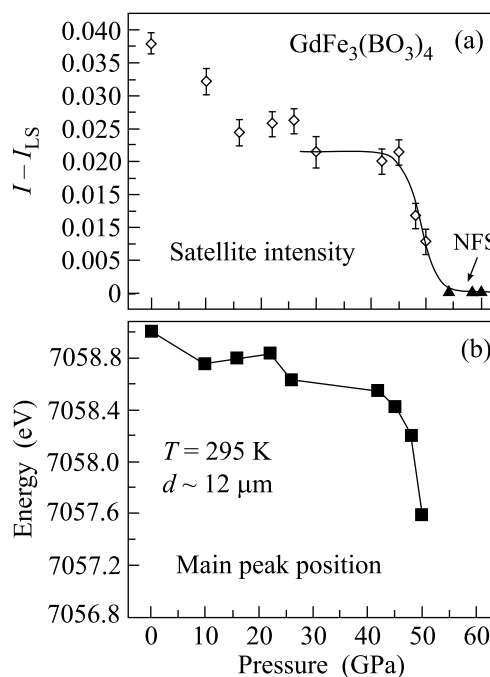 GdFe3(BO3)4
(a)
0.040
0.035
0.030
0.025
0.020
0.015
0.010
0.005
0
I – I_LS
Satellite intensity
NFS
(b)
7058.8
7058.4
7058.0
7057.6
7057.2
7056.8
Energy (eV)
T = 295 K
d ~ 12 μm
Main peak position
0 10 20 30 40 50 60
Pressure (GPa)